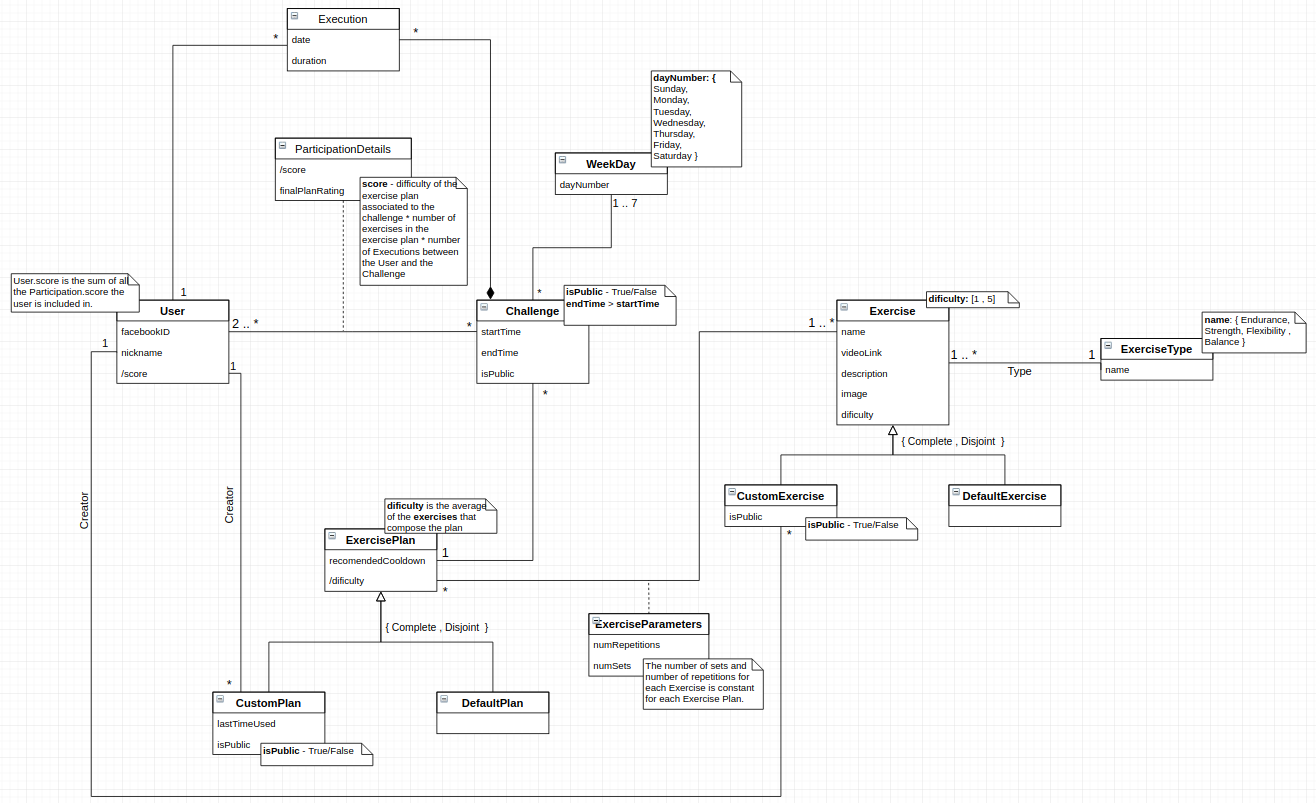 Execution
date
duration
*
*
dayNumber: {
Sunday,
Monday,
Tuesday,
Wednesday,
Thursday,
Friday,
Saturday }
WeekDay
dayNumber
1 .. 7
ParticipationDetails
/score
finalPlanRating
score - difficulty of the
exercise plan
associated to the
challenge * number of
exercises in the
exercise plan * number
of Executions between
the User and the
Challenge
User.score is the sum of all
the Participation.score the
user is included in.
1
User
facebookID
nickname
/score
2 .. *
*
1
1
*
isPublic - True/False
endTime > startTime
Challenge
startTime
endTime
isPublic
*
dificulty: [1 , 5]
Exercise
name
videoLink
description
image
dificulty
1 .. *
1 .. *
1
Type
name: { Endurance,
Strength, Flexibility ,
Balance }
ExerciseType
name
{ Complete , Disjoint }
CustomExercise
isPublic
isPublic - True/False
*
DefaultExercise
Creator
Creator
dificulty is the average
of the exercises that
compose the plan
ExercisePlan
recomendedCooldown
/dificulty
1
*
{ Complete , Disjoint }
ExerciseParameters
numRepetitions
numSets
The number of sets and
number of repetitions for
each Exercise is constant
for each Exercise Plan.
*
CustomPlan
lastTimeUsed
isPublic
isPublic - True/False
DefaultPlan